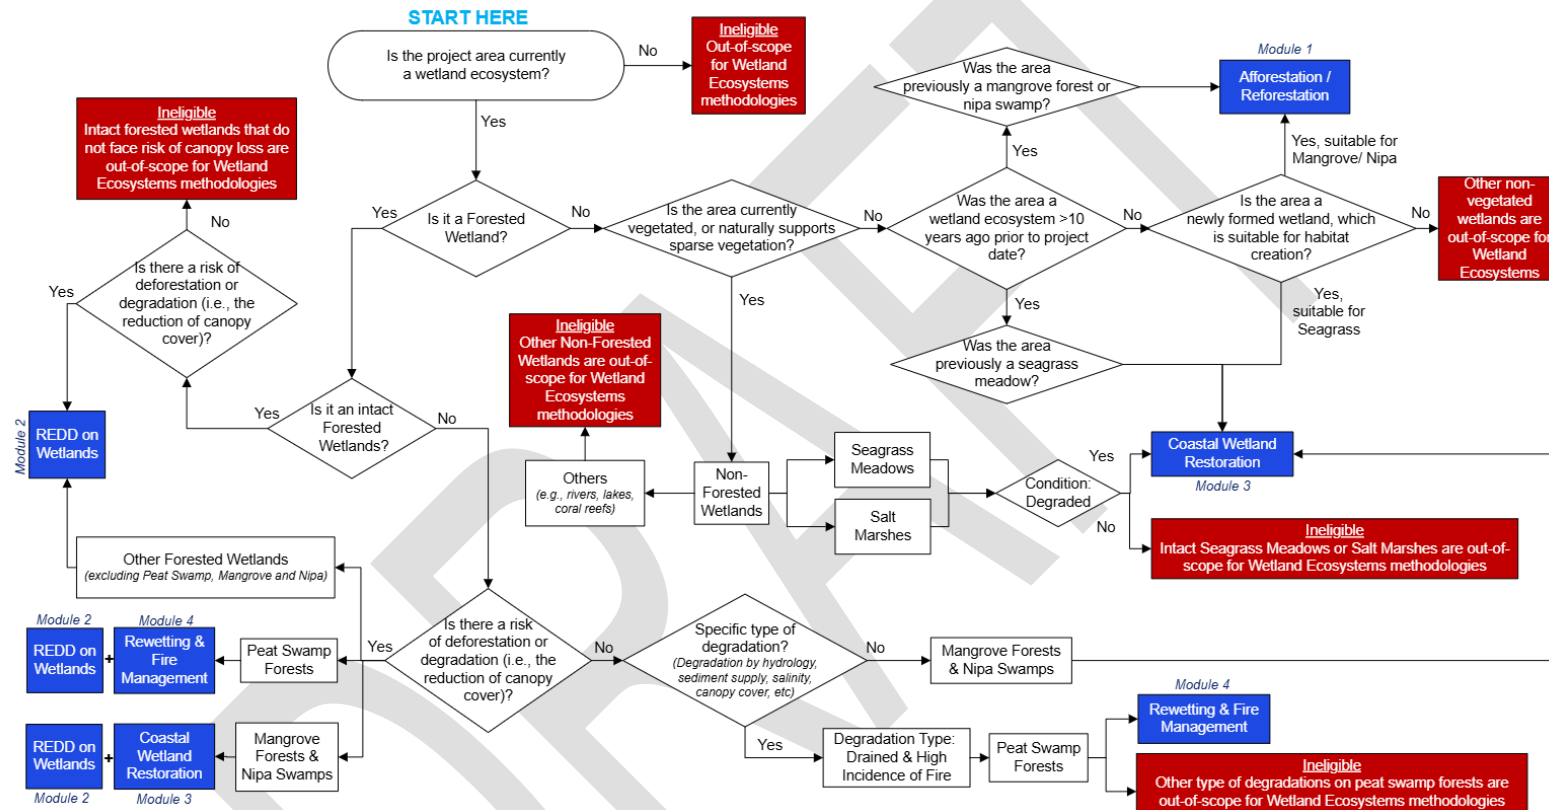 START HERE
Is the project area currently
a wetland ecosystem?
No
Ineligible
Out-of-scope
for Wetland
Ecosystems
methodologies
Yes
Is it a Forested
Wetland?
Yes
No
Is the area currently
vegetated, or naturally supports
sparse vegetation?
No
Yes
Was the area a
wetland ecosystem >10
years ago prior to project
date?
Yes
No
Yes
Was the area
previously a mangrove forest or
nipa swamp?
Module 1
Afforestation /
Reforestation
Yes, suitable for
Mangrove/ Nipa
Is the area a
newly formed wetland, which
is suitable for habitat
creation?
No
Other non-
vegetated
wetlands are
out-of-scope for
Wetland
Ecosystems
Yes,
suitable for
Seagrass
Was the area
previously a seagrass
meadow?
Ineligible
Intact forested wetlands that do
not face risk of canopy loss are
out-of-scope for Wetland
Ecosystems methodologies
No
Is there a risk of
deforestation or
degradation (i.e., the
reduction of canopy
cover)?
Yes
Is it an intact
Forested
Wetlands?
Yes
No
Module 2
REDD on
Wetlands
Ineligible
Other Non-Forested
Wetlands are out-of-
scope for Wetland
Ecosystems
methodologies
Others
(e.g., rivers, lakes,
coral reefs)
Non-
Forested
Wetlands
Seagrass
Meadows
Salt
Marshes
Condition:
Degraded
Yes
No
Coastal Wetland
Restoration
Module 3
Ineligible
Intact Seagrass Meadows or Salt Marshes are out-of-
scope for Wetland Ecosystems methodologies
Other Forested Wetlands
(excluding Peat Swamp, Mangrove and Nipa)
Is there a risk
of deforestation or
degradation (i.e., the
reduction of canopy
cover)?
Yes
No
Module 2
REDD on
Wetlands
+
Module 4
Rewetting &
Fire
Management
Peat Swamp
Forests
REDD on
Wetlands
Module 2
+
Coastal
Wetland
Restoration
Module 3
Mangrove
Forests &
Nipa Swamps
Specific type of
degradation?
(Degradation by hydrology,
sediment supply, salinity,
canopy cover, etc)
No
Yes
Mangrove Forests
& Nipa Swamps
Degradation Type:
Drained & High
Incidence of Fire
Peat Swamp
Forests
Module 4
Rewetting & Fire
Management
Ineligible
Other type of degradations on peat swamp forests are
out-of-scope for Wetland Ecosystems methodologies
DRAFT